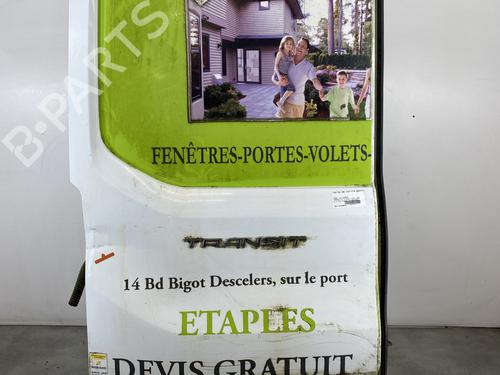 B-PARTS
FENÊTRES-PORTES-VOLETS-
TRANSIT
14 Bd Bigot Descelers, sur le port
ETAPLES
DEVIS GRATUIT